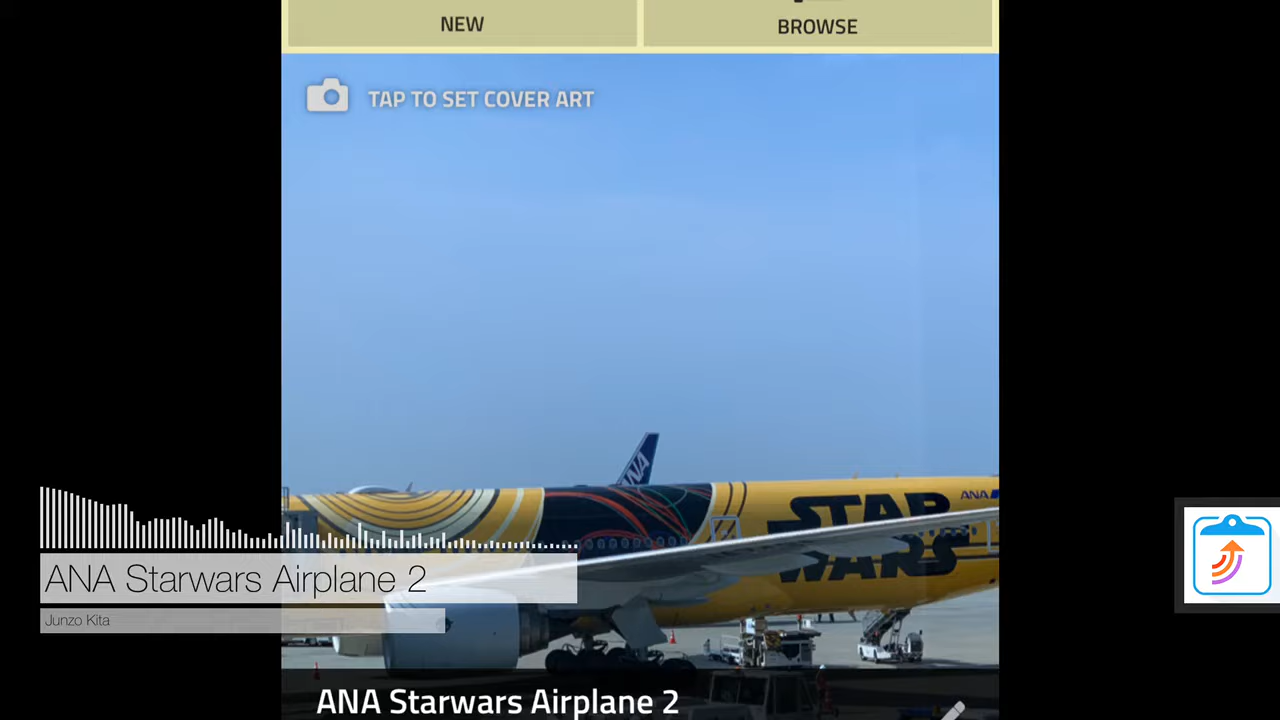 NEW
BROWSE
TAP TO SET COVER ART
ANA
STAR
WARS
ANA
ANA Starwars Airplane 2
Junzo Kita
ANA Starwars Airplane 2